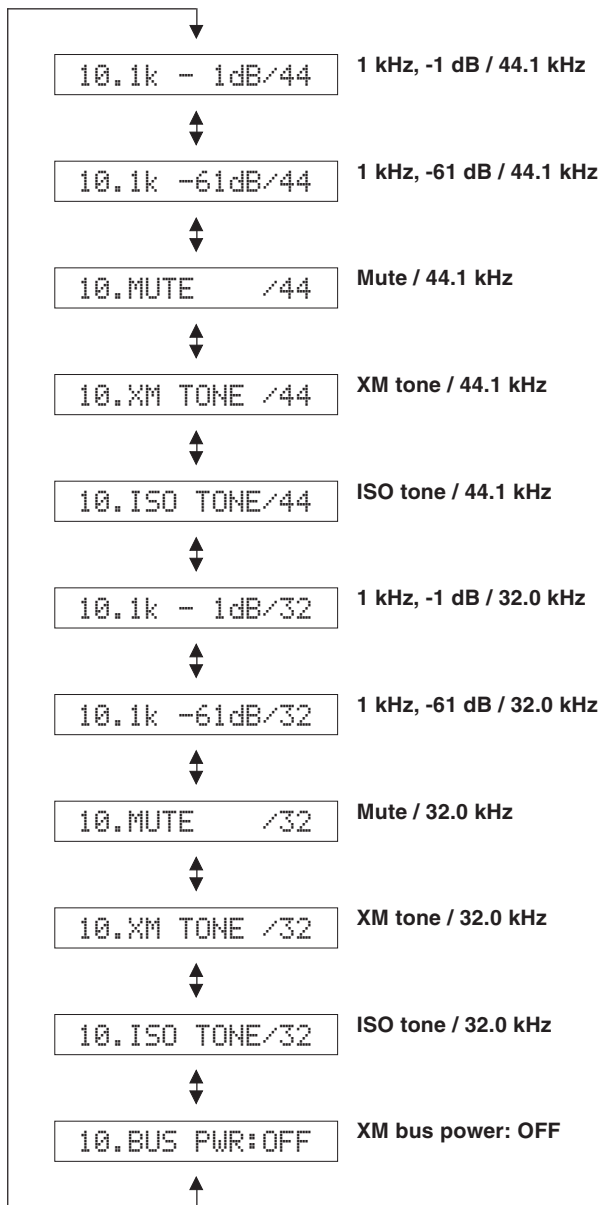 10.1k - 1dB/44 1 kHz, -1 dB / 44.1 kHz
10.1k -61dB/44 1 kHz, -61 dB / 44.1 kHz
10.MUTE /44 Mute / 44.1 kHz
10.XM TONE /44 XM tone / 44.1 kHz
10.ISO TONE/44 ISO tone / 44.1 kHz
10.1k - 1dB/32 1 kHz, -1 dB / 32.0 kHz
10.1k -61dB/32 1 kHz, -61 dB / 32.0 kHz
10.MUTE /32 Mute / 32.0 kHz
10.XM TONE /32 XM tone / 32.0 kHz
10.ISO TONE/32 ISO tone / 32.0 kHz
10.BUS PWR:OFF XM bus power: OFF